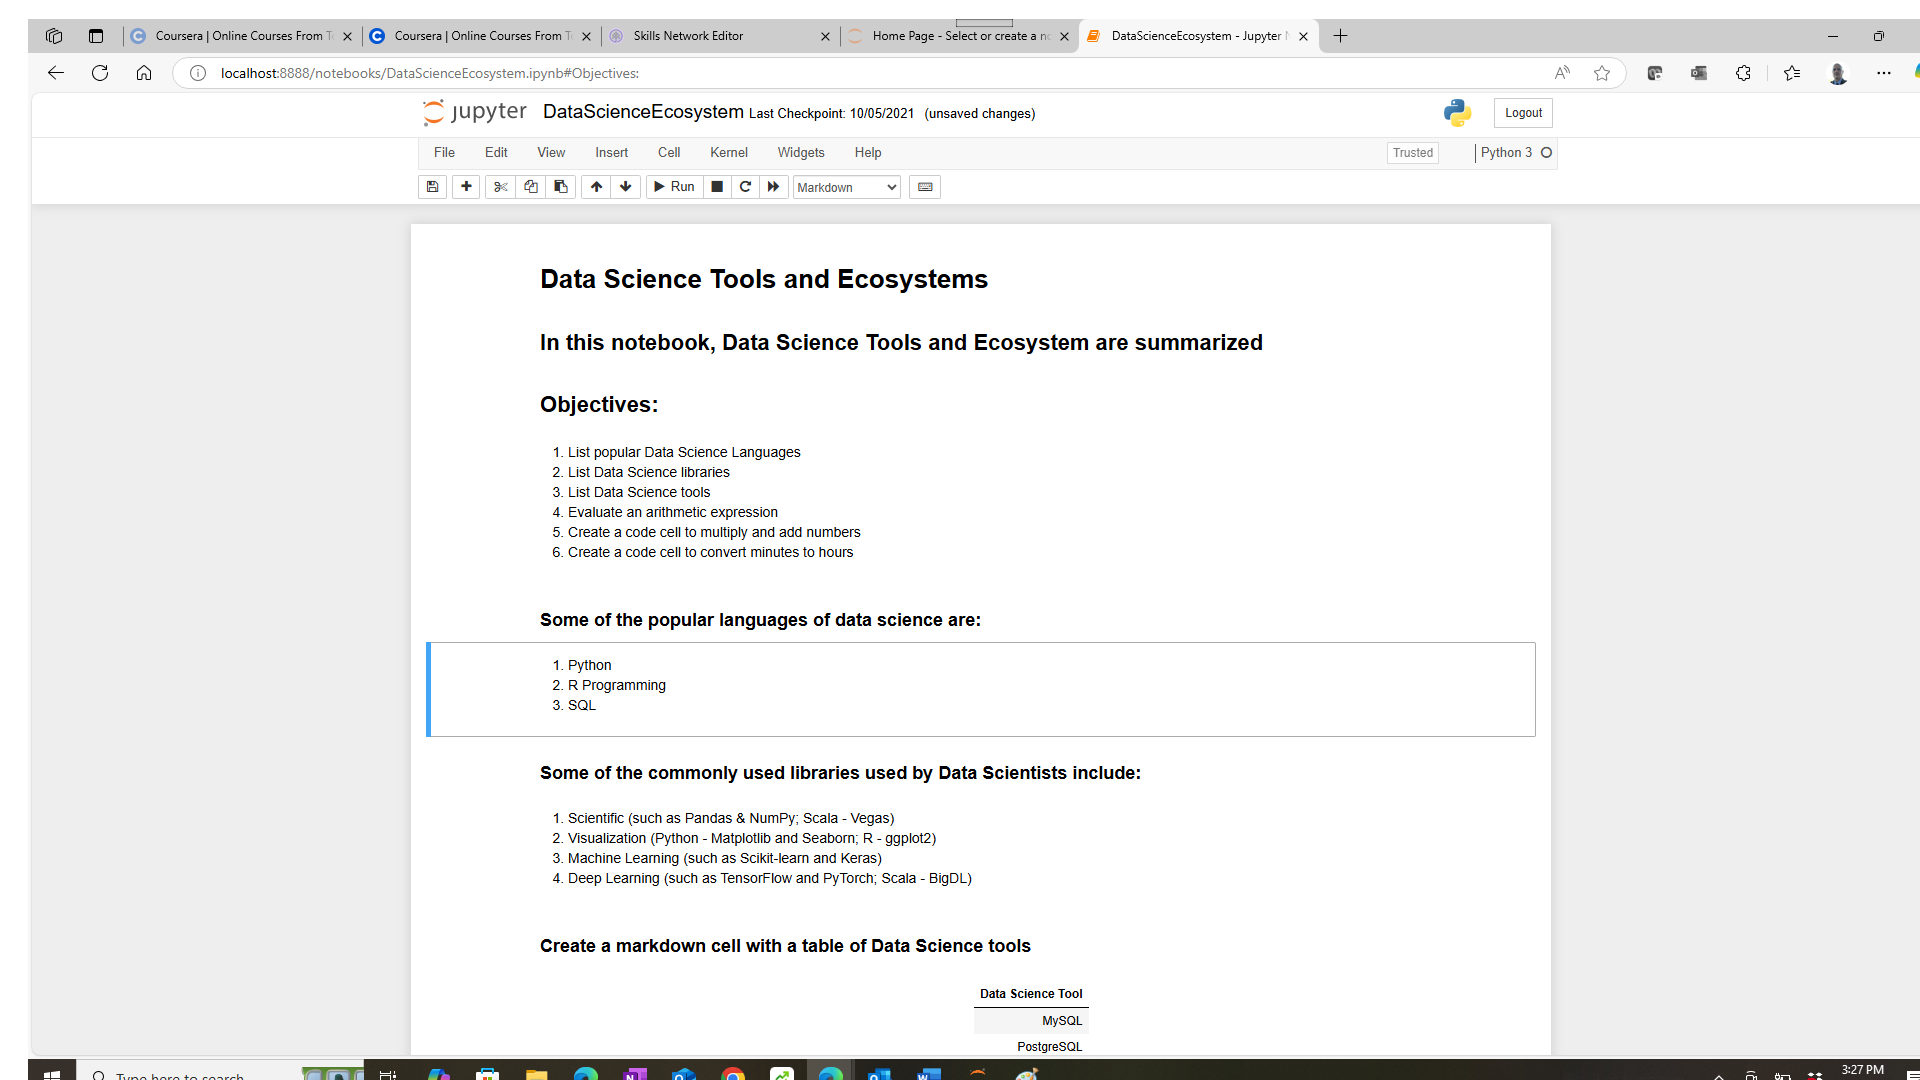 Coursera | Online Courses From T
Coursera | Online Courses From To
Skills Network Editor
Home Page - Select or create a no
DataScienceEcosystem - Jupyter N
localhost:8888/notebooks/DataScienceEcosystem.ipynb#Objectives:
jupyter DataScienceEcosystem Last Checkpoint: 10/05/2021 (unsaved changes)
Logout
File Edit View Insert Cell Kernel Widgets Help
Trusted Python 3
Run Markdown
Data Science Tools and Ecosystems
In this notebook, Data Science Tools and Ecosystem are summarized
Objectives:
1. List popular Data Science Languages
2. List Data Science libraries
3. List Data Science tools
4. Evaluate an arithmetic expression
5. Create a code cell to multiply and add numbers
6. Create a code cell to convert minutes to hours
Some of the popular languages of data science are:
1. Python
2. R Programming
3. SQL
Some of the commonly used libraries used by Data Scientists include:
1. Scientific (such as Pandas & NumPy; Scala - Vegas)
2. Visualization (Python - Matplotlib and Seaborn; R - ggplot2)
3. Machine Learning (such as Scikit-learn and Keras)
4. Deep Learning (such as TensorFlow and PyTorch; Scala - BigDL)
Create a markdown cell with a table of Data Science tools
Data Science Tool
MySQL
PostgreSQL
Type here to search
3:27 PM